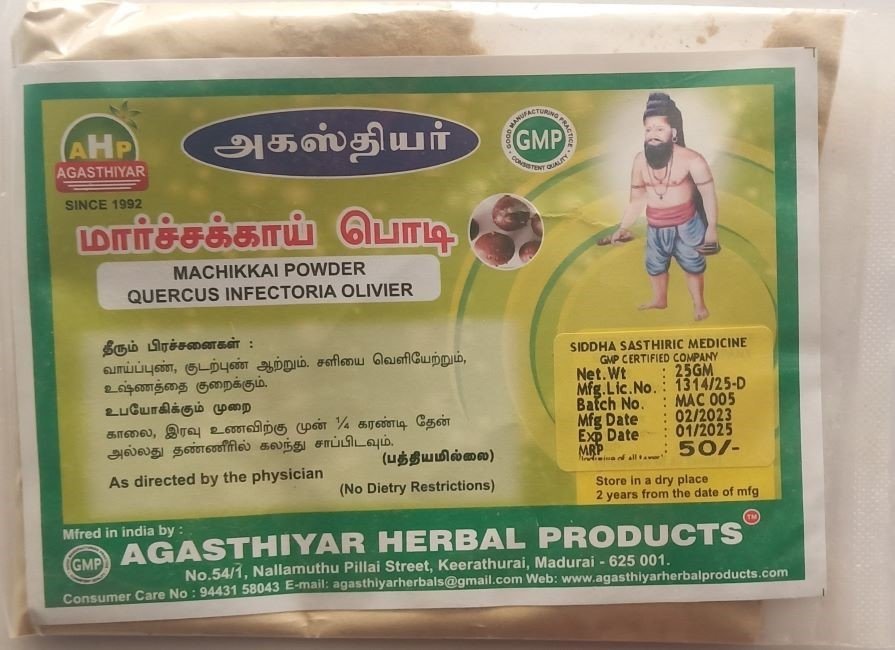 AHP
AGASTHIYAR
SINCE 1992
அகஸ்தியர்
GOOD MANUFACTURING PRACTICE
GMP
CONSISTENT QUALITY
மார்ச்சக்காய் பொடி
MACHIKKAI POWDER
QUERCUS INFECTORIA OLIVIER
தீரும் பிரச்சனைகள் :
வாய்ப்புண், குடற்புண் ஆற்றும். சளியை வெளியேற்றும்,
உஷ்ணத்தை குறைக்கும்.
உபயோகிக்கும் முறை
காலை, இரவு உணவிற்கு முன் ¼ கரண்டி தேன்
அல்லது தண்ணீரில் கலந்து சாப்பிடவும்.
(பத்தியமில்லை)
As directed by the physician
(No Dietry Restrictions)
SIDDHA SASTHIRIC MEDICINE
GMP CERTIFIED COMPANY
Net.Wt : 25GM
Mfg.Lic.No. : 1314/25-D
Batch No. : MAC 005
Mfg Date : 02/2023
Exp Date : 01/2025
MRP : 50/-
(Inclusive of all taxes)
Store in a dry place
2 years from the date of mfg
Mfred in india by :
GMP
AGASTHIYAR HERBAL PRODUCTS TM
No.54/1, Nallamuthu Pillai Street, Keerathurai, Madurai - 625 001.
Consumer Care No : 94431 58043 E-mail: agasthiyarherbals@gmail.com Web: www.agasthiyarherbalproducts.com